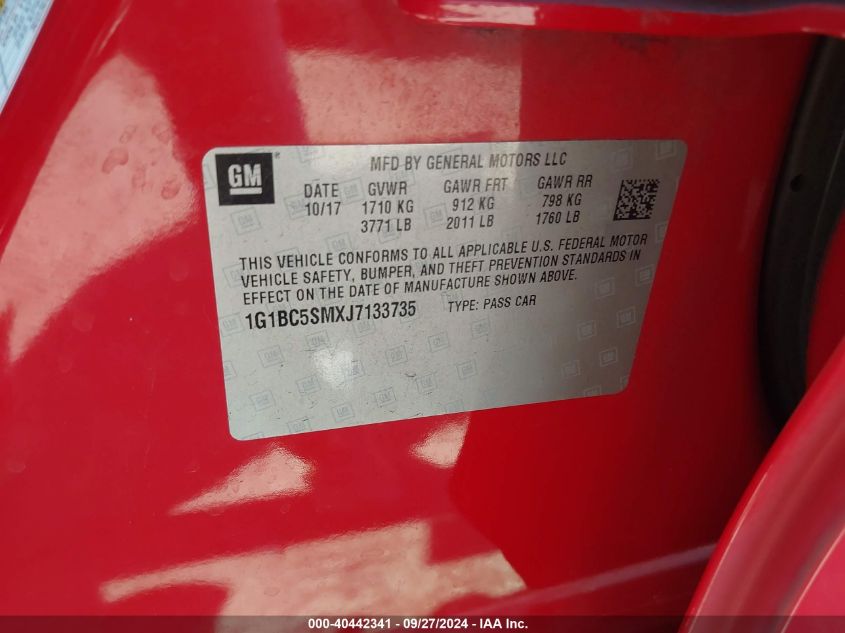 GM
MFD BY GENERAL MOTORS LLC
DATE GVWR GAWR FRT GAWR RR
10/17 1710 KG 912 KG 798 KG
3771 LB 2011 LB 1760 LB
THIS VEHICLE CONFORMS TO ALL APPLICABLE U.S. FEDERAL MOTOR
VEHICLE SAFETY, BUMPER, AND THEFT PREVENTION STANDARDS IN
EFFECT ON THE DATE OF MANUFACTURE SHOWN ABOVE.
1G1BC5SMXJ7133735 TYPE: PASS CAR
000-40442341 - 09/27/2024 - IAA Inc.